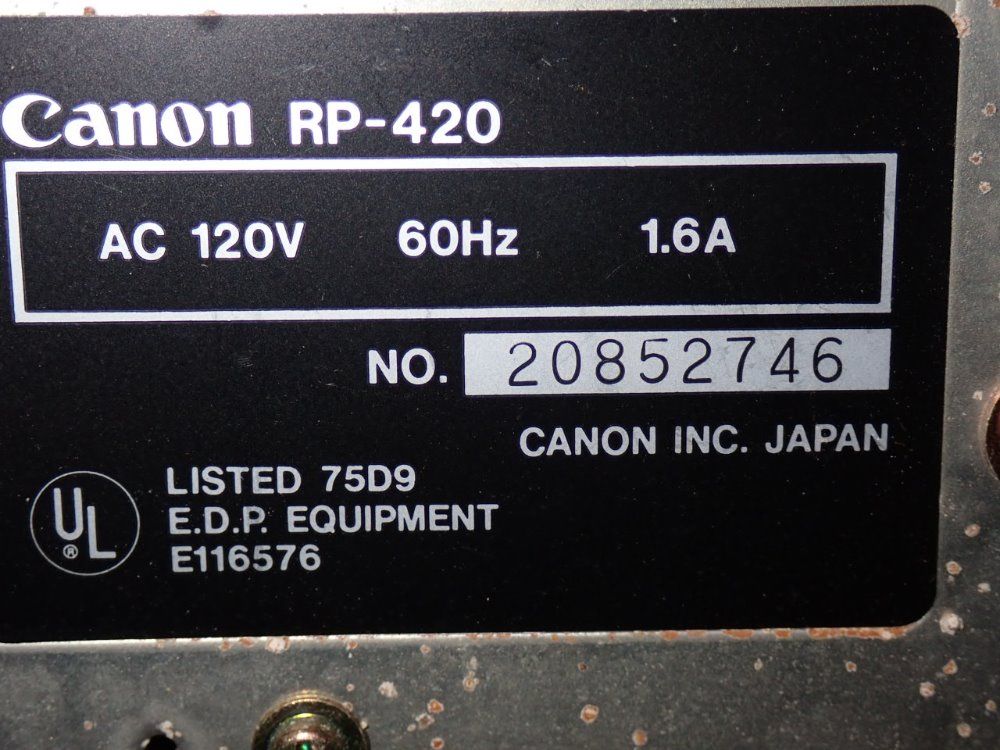 Canon RP-420
AC 120V 60Hz 1.6A
NO. 20852746
CANON INC. JAPAN
UL ®
LISTED 75D9
E.D.P. EQUIPMENT
E116576